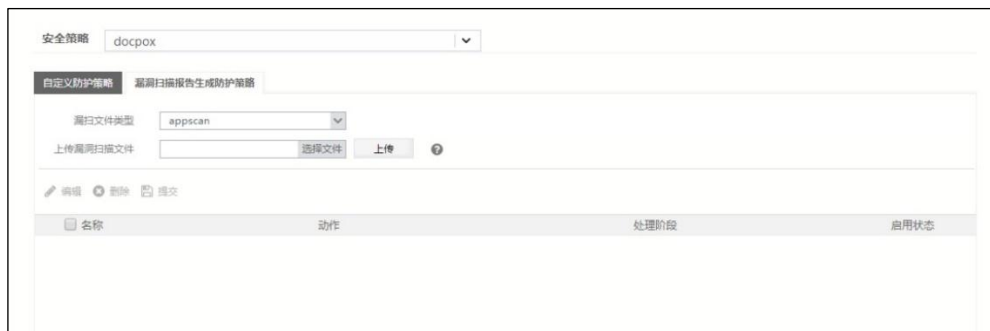 安全策略 docpox
自定义防护策略 漏洞扫描报告生成防护策略
漏扫文件类型 appscan
上传漏洞扫描文件 选择文件 上传
编辑 删除 提交
名称 动作 处理阶段 启用状态